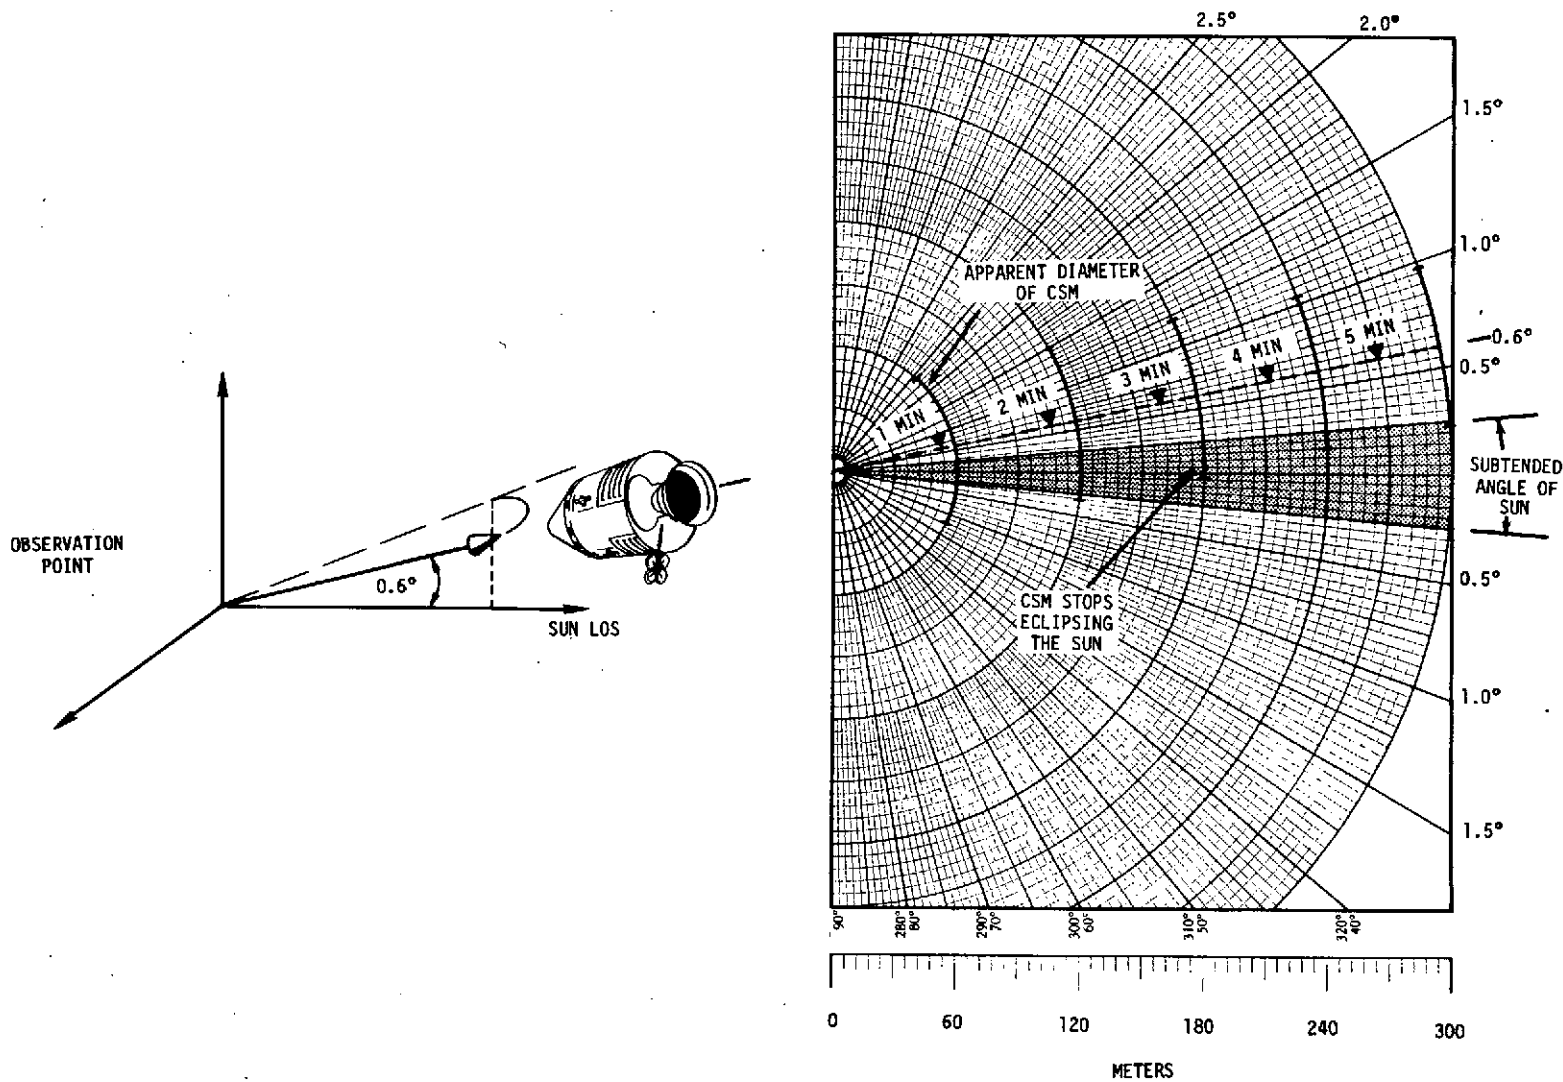 OBSERVATION
POINT
0.6°
SUN LOS
2.5°
2.0°
1.5°
1.0°
0.6°
0.5°
APPARENT DIAMETER
OF CSM
1 MIN
2 MIN
3 MIN
4 MIN
5 MIN
SUBTENDED
ANGLE OF
SUN
CSM STOPS
ECLIPSING
THE SUN
0.5°
1.0°
1.5°
90°
280°
80°
290°
70°
300°
60°
310°
50°
320°
40°
0
60
120
180
240
300
METERS